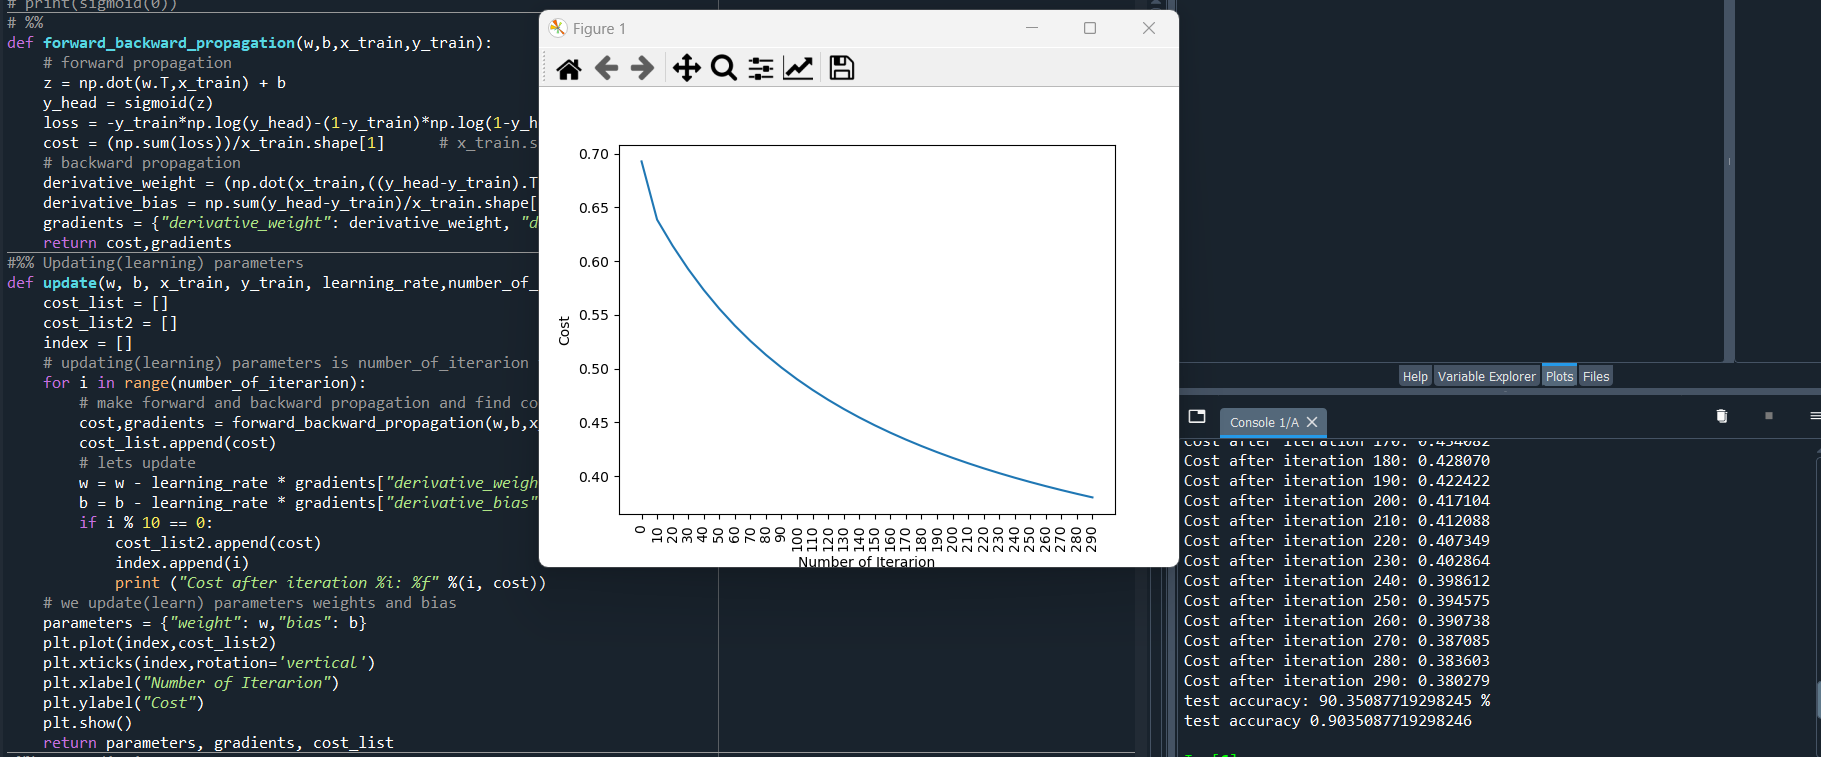 # print(sigmoid(0))
# %%
def forward_backward_propagation(w,b,x_train,y_train):
    # forward propagation
    z = np.dot(w.T,x_train) + b
    y_head = sigmoid(z)
    loss = -y_train*np.log(y_head)-(1-y_train)*np.log(1-y_h
    cost = (np.sum(loss))/x_train.shape[1]      # x_train.s
    # backward propagation
    derivative_weight = (np.dot(x_train,((y_head-y_train).T
    derivative_bias = np.sum(y_head-y_train)/x_train.shape[
    gradients = {"derivative_weight": derivative_weight, "d
    return cost,gradients
#%% Updating(learning) parameters
def update(w, b, x_train, y_train, learning_rate,number_of_
    cost_list = []
    cost_list2 = []
    index = []
    # updating(learning) parameters is number_of_iterarion
    for i in range(number_of_iterarion):
        # make forward and backward propagation and find co
        cost,gradients = forward_backward_propagation(w,b,x
        cost_list.append(cost)
        # lets update
        w = w - learning_rate * gradients["derivative_weigh
        b = b - learning_rate * gradients["derivative_bias"
        if i % 10 == 0:
            cost_list2.append(cost)
            index.append(i)
            print ("Cost after iteration %i: %f" %(i, cost))
    # we update(learn) parameters weights and bias
    parameters = {"weight": w,"bias": b}
    plt.plot(index,cost_list2)
    plt.xticks(index,rotation='vertical')
    plt.xlabel("Number of Iterarion")
    plt.ylabel("Cost")
    plt.show()
    return parameters, gradients, cost_list
Figure 1
0.70
0.65
0.60
0.55
0.50
0.45
0.40
Cost
0 10 20 30 40 50 60 70 80 90 100 110 120 130 140 150 160 170 180 190 200 210 220 230 240 250 260 270 280 290
Number of Iterarion
Help Variable Explorer Plots Files
Console 1/A
Cost after iteration 170: 0.434082
Cost after iteration 180: 0.428070
Cost after iteration 190: 0.422422
Cost after iteration 200: 0.417104
Cost after iteration 210: 0.412088
Cost after iteration 220: 0.407349
Cost after iteration 230: 0.402864
Cost after iteration 240: 0.398612
Cost after iteration 250: 0.394575
Cost after iteration 260: 0.390738
Cost after iteration 270: 0.387085
Cost after iteration 280: 0.383603
Cost after iteration 290: 0.380279
test accuracy: 90.35087719298245 %
test accuracy 0.9035087719298246